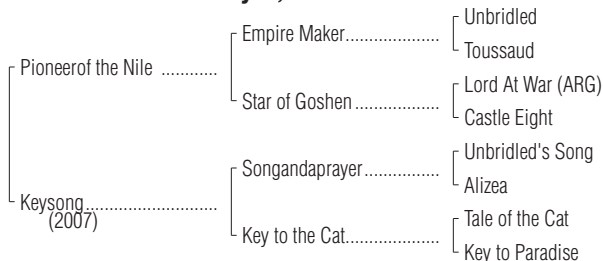 Unbridled
Empire Maker..................
Toussaud
Pioneerof the Nile ............
Lord At War (ARG)
Star of Goshen ..................
Castle Eight
Unbridled's Song
Songandaprayer................
Alizea
Keysong............................
(2007)
Tale of the Cat
Key to the Cat....................
Key to Paradise